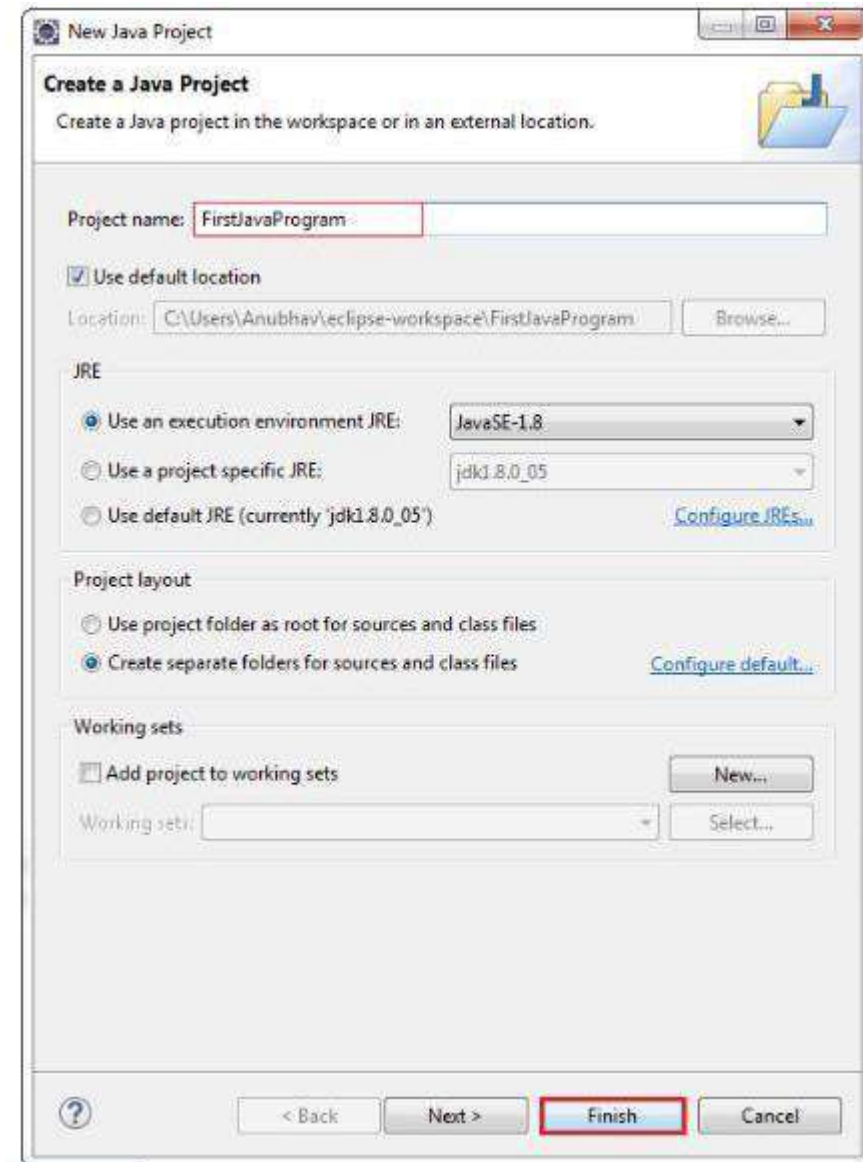 New Java Project
Create a Java Project
Create a Java project in the workspace or in an external location.
Project name: FirstJavaProgram
Use default location
Location: C:\Users\Anubhav\eclipse-workspace\FirstJavaProgram Browse...
JRE
Use an execution environment JRE: JavaSE-1.8
Use a project specific JRE: jdk1.8.0_05
Use default JRE (currently 'jdk1.8.0_05') Configure JREs...
Project layout
Use project folder as root for sources and class files
Create separate folders for sources and class files Configure default...
Working sets
Add project to working sets New...
Working sets: Select...
? < Back Next > Finish Cancel